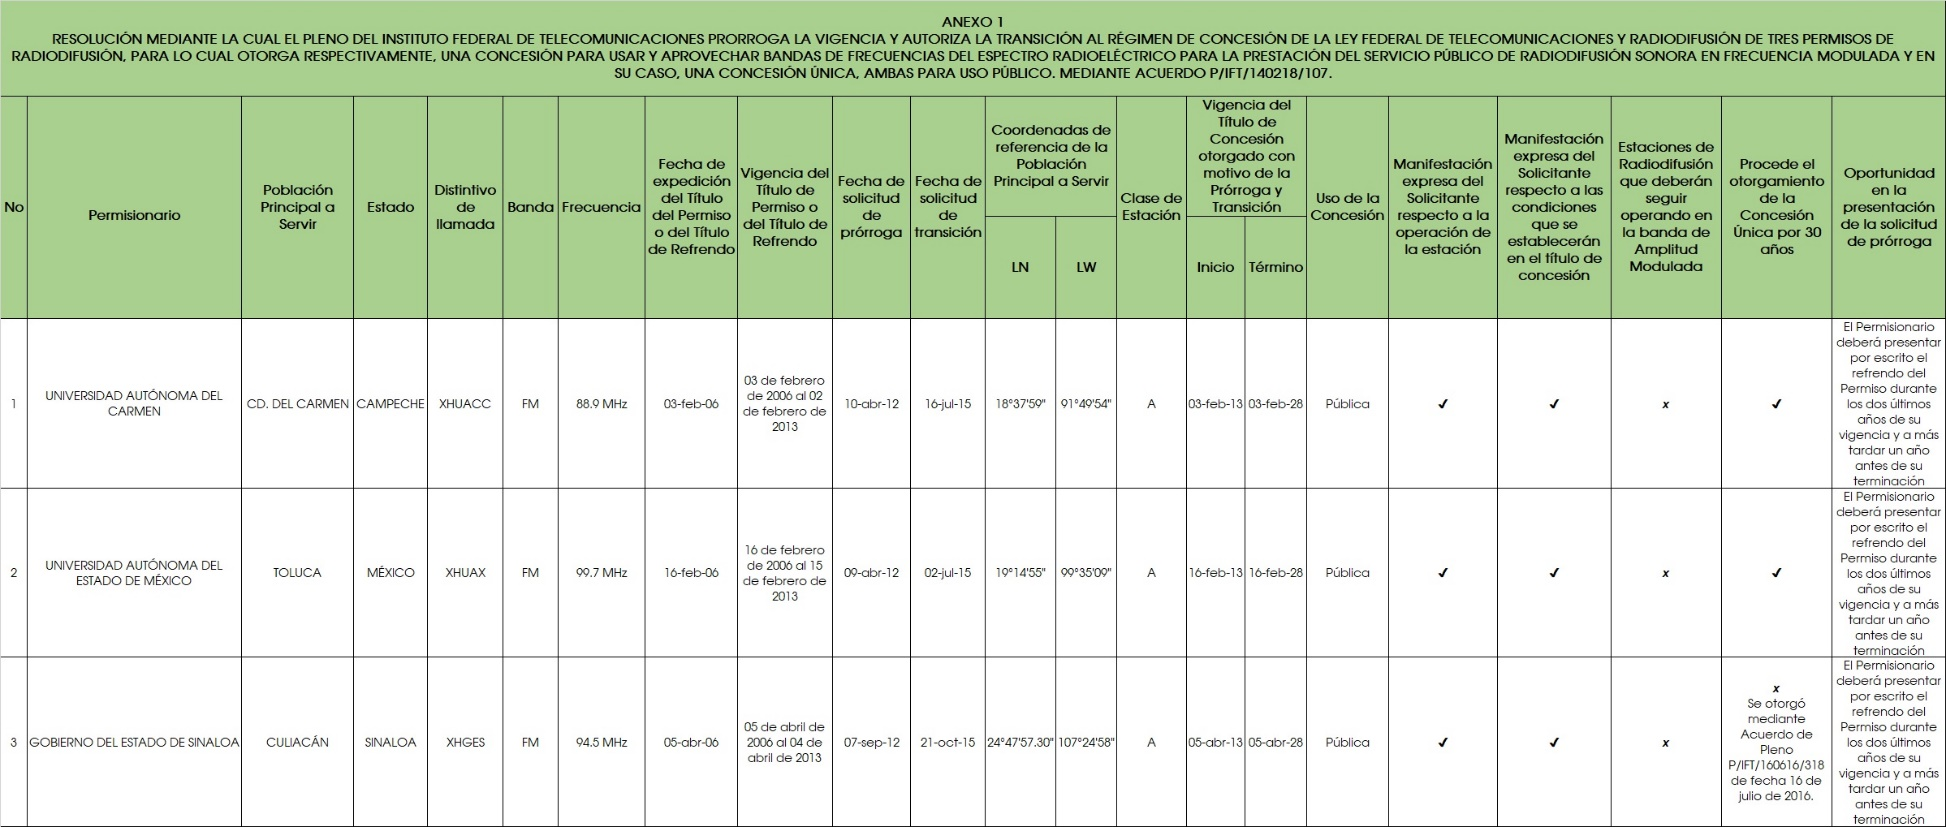 ANEXO 1
RESOLUCIÓN MEDIANTE LA CUAL EL PLENO DEL INSTITUTO FEDERAL DE TELECOMUNICACIONES PRORROGA LA VIGENCIA Y AUTORIZA LA TRANSICIÓN AL RÉGIMEN DE CONCESIÓN DE LA LEY FEDERAL DE TELECOMUNICACIONES Y RADIODIFUSIÓN DE TRES PERMISOS DE
RADIODIFUSIÓN, PARA LO CUAL OTORGA RESPECTIVAMENTE, UNA CONCESIÓN PARA USAR Y APROVECHAR BANDAS DE FRECUENCIAS DEL ESPECTRO RADIOELÉCTRICO PARA LA PRESTACIÓN DEL SERVICIO PÚBLICO DE RADIODIFUSIÓN SONORA EN FRECUENCIA MODULADA Y EN
SU CASO, UNA CONCESIÓN ÚNICA, AMBAS PARA USO PÚBLICO. MEDIANTE ACUERDO P/IFT/140218/107.
No
Permisionario
Población
Principal a
Servir
Estado
Distintivo
de
llamada
Banda
Frecuencia
Fecha de
expedición
del Título
del Permiso
o del Título
de Refrendo
Vigencia del
Título de
Permiso o
del Título de
Refrendo
Fecha de
solicitud
de
prórroga
Fecha de
solicitud
de
transición
Coordenadas de
referencia de la
Población
Principal a Servir
LN
LW
Clase de
Estación
Vigencia del
Título de
Concesión
otorgado con
motivo de la
Prórroga y
Transición
Inicio
Término
Uso de la
Concesión
Manifestación
expresa del
Solicitante
respecto a la
operación de
la estación
Manifestación
expresa del
Solicitante
respecto a las
condiciones
que se
establecerán
en el título de
concesión
Estaciones de
Radiodifusión
que deberán
seguir
operando en
la banda de
Amplitud
Modulada
Procede el
otorgamiento
de la
Concesión
Única por 30
años
Oportunidad
en la
presentación
de la solicitud
de prórroga
1
UNIVERSIDAD AUTÓNOMA DEL
CARMEN
CD. DEL CARMEN
CAMPECHE
XHUACC
FM
88.9 MHz
03-feb-06
03 de febrero
de 2006 al 02
de febrero de
2013
10-abr-12
16-jul-15
18°37'59"
91°49'54"
A
03-feb-13
03-feb-28
Pública
✓
✓
x
✓
El Permisionario
deberá presentar
por escrito el
refrendo del
Permiso durante
los dos últimos
años de su
vigencia y a más
tardar un año
antes de su
terminación
2
UNIVERSIDAD AUTÓNOMA DEL
ESTADO DE MÉXICO
TOLUCA
MÉXICO
XHUAX
FM
99.7 MHz
16-feb-06
16 de febrero
de 2006 al 15
de febrero de
2013
09-abr-12
02-jul-15
19°14'55"
99°35'09"
A
16-feb-13
16-feb-28
Pública
✓
✓
x
✓
El Permisionario
deberá presentar
por escrito el
refrendo del
Permiso durante
los dos últimos
años de su
vigencia y a más
tardar un año
antes de su
terminación
3
GOBIERNO DEL ESTADO DE SINALOA
CULIACÁN
SINALOA
XHGES
FM
94.5 MHz
05-abr-06
05 de abril de
2006 al 04 de
abril de 2013
07-sep-12
21-oct-15
24°47'57.30"
107°24'58"
A
05-abr-13
05-abr-28
Pública
✓
✓
x
x
Se otorgó
mediante
Acuerdo de
Pleno
P/IFT/160616/318
de fecha 16 de
julio de 2016.
El Permisionario
deberá presentar
por escrito el
refrendo del
Permiso durante
los dos últimos
años de su
vigencia y a más
tardar un año
antes de su
terminación